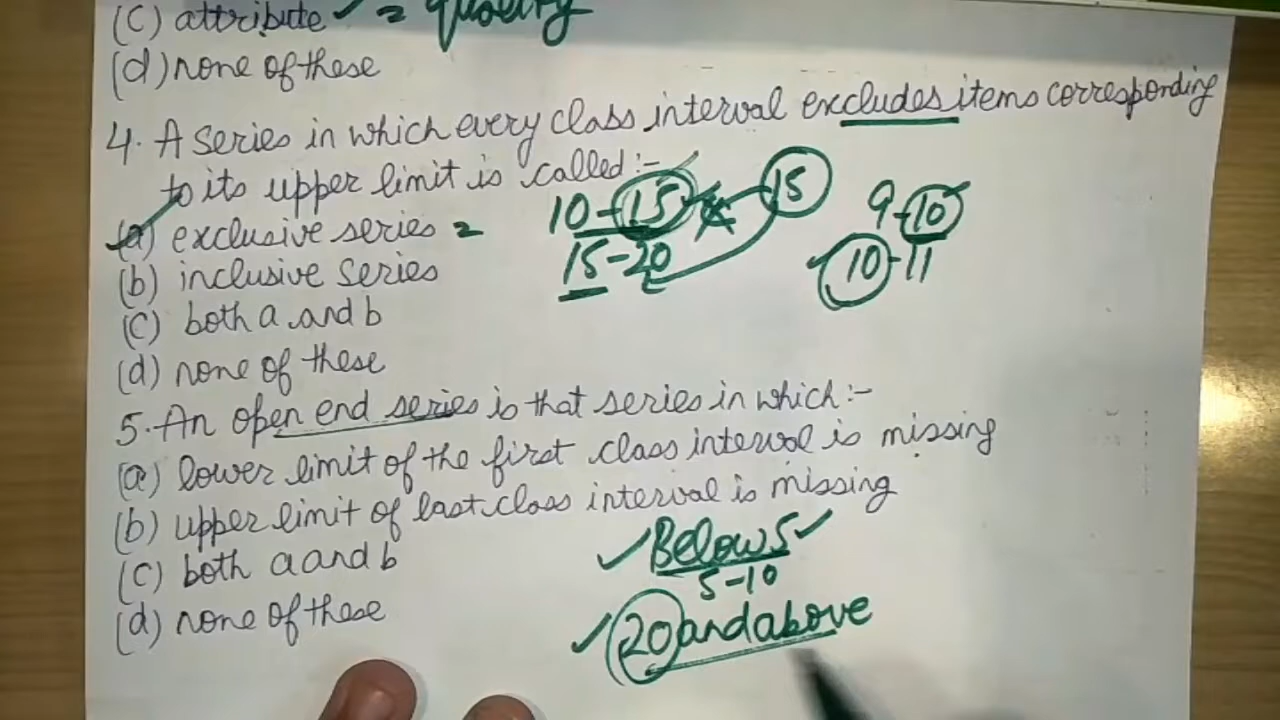 (c) attribute ✓ = quality
(d) none of these
4. A series in which every class interval excludes items corresponding
to its upper limit is called :-
(a) exclusive series =
10-15
15
15-20
9-10
10-11
(b) inclusive series
(c) both a and b
(d) none of these
5. An open end series is that series in which :-
(a) lower limit of the first class interval is missing
(b) upper limit of last class interval is missing
(c) both a and b
(d) none of these
✓ Below 5 ✓
5-10
✓ 20 and above